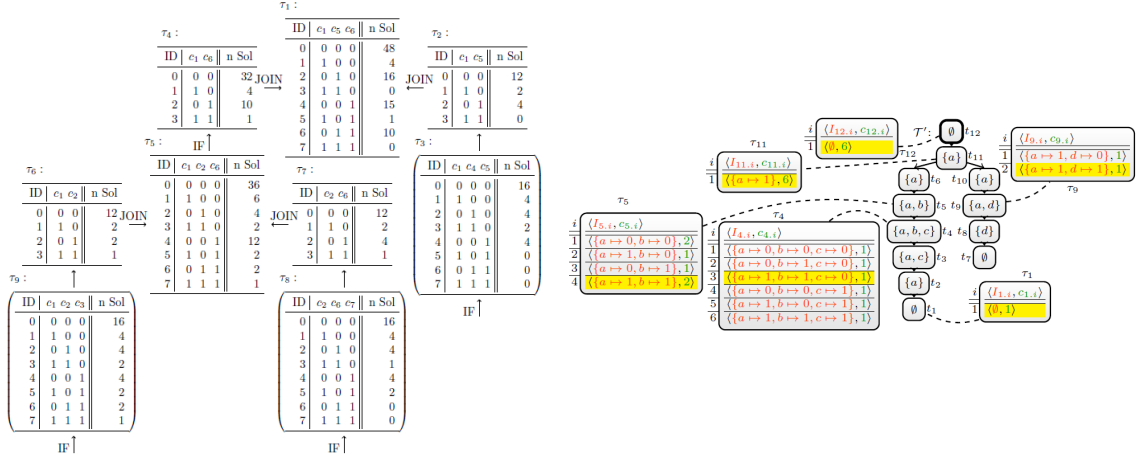 τ1 :
ID c1 c5 c6 n Sol
0 0 0 0 48
1 1 0 0 4
2 0 1 0 16
3 1 1 0 0
4 0 0 1 15
5 1 0 1 1
6 0 1 1 10
7 1 1 1 0
τ4 :
ID c1 c6 n Sol
0 0 0 32
1 1 0 4
2 0 1 10
3 1 1 1
JOIN
JOIN
τ2 :
ID c1 c5 n Sol
0 0 0 12
1 1 0 2
2 0 1 4
3 1 1 0
IF
τ5 :
ID c1 c2 c6 n Sol
0 0 0 0 36
1 1 0 0 6
2 0 1 0 4
3 1 1 0 2
4 0 0 1 12
5 1 0 1 2
6 0 1 1 2
7 1 1 1 1
τ3 :
ID c1 c4 c5 n Sol
0 0 0 0 16
1 1 0 0 4
2 0 1 0 4
3 1 1 0 2
4 0 0 1 4
5 1 0 1 0
6 0 1 1 0
7 1 1 1 0
IF
τ6 :
ID c1 c2 n Sol
0 0 0 12
1 1 0 2
2 0 1 2
3 1 1 1
JOIN
JOIN
τ7 :
ID c2 c6 n Sol
0 0 0 12
1 1 0 2
2 0 1 4
3 1 1 1
τ9 :
ID c1 c2 c3 n Sol
0 0 0 0 16
1 1 0 0 4
2 0 1 0 4
3 1 1 0 2
4 0 0 1 4
5 1 0 1 2
6 0 1 1 2
7 1 1 1 1
IF
τ8 :
ID c2 c6 c7 n Sol
0 0 0 0 16
1 1 0 0 4
2 0 1 0 4
3 1 1 0 1
4 0 0 1 4
5 1 0 1 2
6 0 1 1 0
7 1 1 1 0
IF
i ⟨I12.i, c12.i⟩
1 ⟨∅, 6⟩
τ12
T′: ∅ t12
τ11
i ⟨I11.i, c11.i⟩
1 ⟨{a ↦ 1}, 6⟩
{a} t11
i ⟨I9.i, c9.i⟩
1 ⟨{a ↦ 1, d ↦ 0}, 1⟩
2 ⟨{a ↦ 1, d ↦ 1}, 1⟩
τ9
{a} t6 t10 {a}
{a, b} t5 t9 {a, d}
{a, b, c} t4 t8 {d}
{a, c} t3 t7 ∅
{a} t2
∅ t1
τ5
i ⟨I5.i, c5.i⟩
1 ⟨{a ↦ 0, b ↦ 0}, 2⟩
2 ⟨{a ↦ 1, b ↦ 0}, 1⟩
3 ⟨{a ↦ 0, b ↦ 1}, 1⟩
4 ⟨{a ↦ 1, b ↦ 1}, 2⟩
τ4
i ⟨I4.i, c4.i⟩
1 ⟨{a ↦ 0, b ↦ 0, c ↦ 0}, 1⟩
2 ⟨{a ↦ 1, b ↦ 0, c ↦ 0}, 1⟩
3 ⟨{a ↦ 1, b ↦ 1, c ↦ 0}, 1⟩
4 ⟨{a ↦ 0, b ↦ 0, c ↦ 1}, 1⟩
5 ⟨{a ↦ 0, b ↦ 1, c ↦ 1}, 1⟩
6 ⟨{a ↦ 1, b ↦ 1, c ↦ 1}, 1⟩
τ1
i ⟨I1.i, c1.i⟩
1 ⟨∅, 1⟩